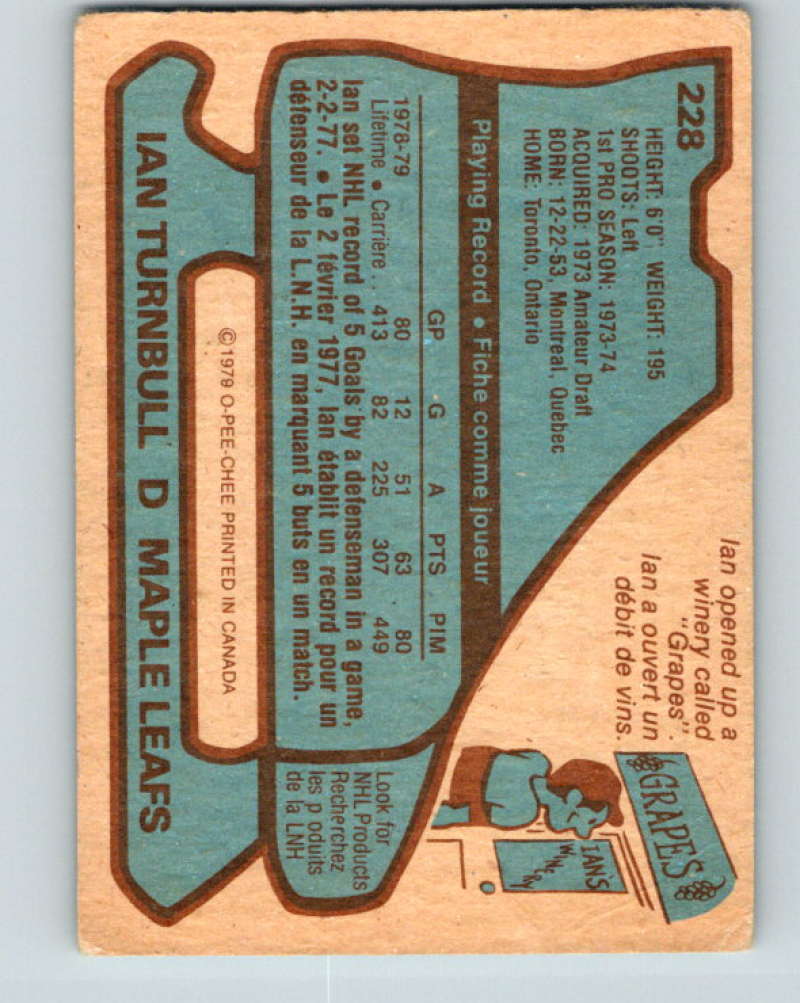 228
HEIGHT: 6'0" WEIGHT: 195
SHOOTS: Left
1st PRO SEASON: 1973-74
ACQUIRED: 1973 Amateur Draft
BORN: 12-22-53, Montreal, Quebec
HOME: Toronto, Ontario
Ian opened up a
winery called
"Grapes".
Ian a ouvert un
débit de vins.
GRAPES
IAN'S
WINERY
Playing Record • Fiche comme joueur
GP G A PTS PIM
1978-79 80 12 51 63 80
Lifetime • Carrière . . 413 82 225 307 449
Ian set NHL record of 5 Goals by a defenseman in a game,
2-2-77. • Le 2 février 1977, Ian établit un record pour un
défenseur de la L.N.H. en marquant 5 buts en un match.
Look for
NHL Products
Recherchez
les p oduits
de la LNH
©1979 O-PEE-CHEE PRINTED IN CANADA
IAN TURNBULL D MAPLE LEAFS